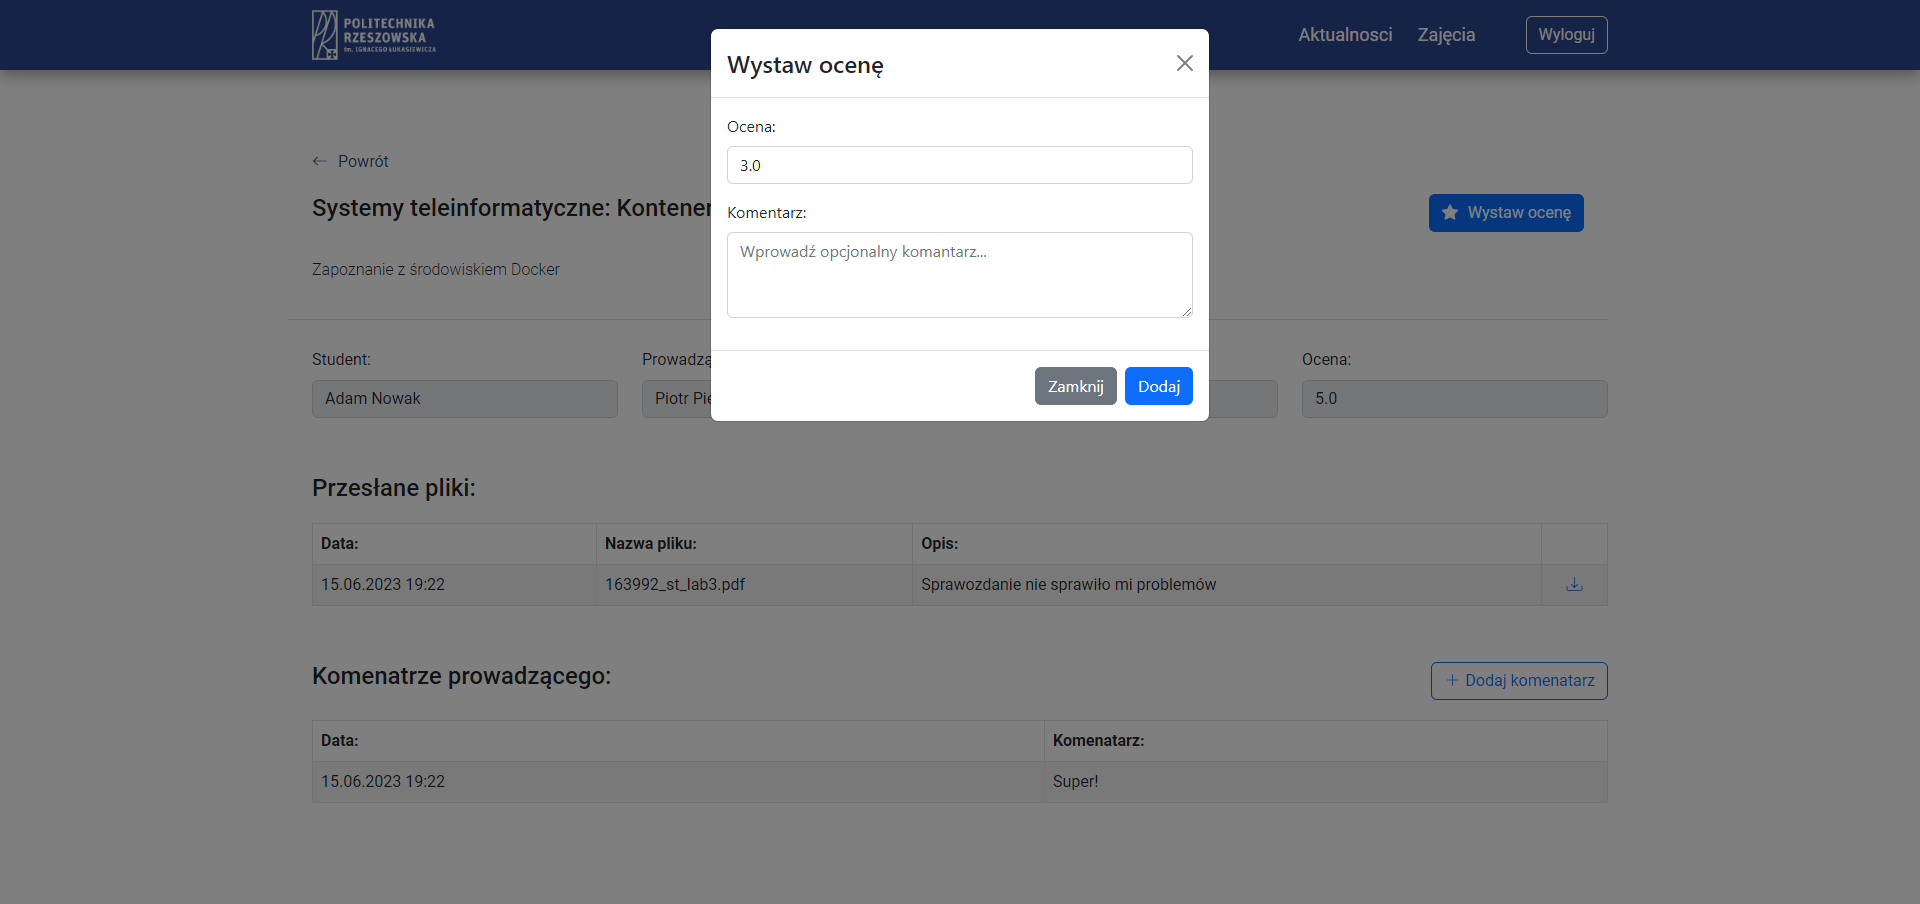 POLITECHNIKA
RZESZOWSKA
im. IGNACEGO ŁUKASIEWICZA
Aktualnosci
Zajęcia
Wyloguj
Wystaw ocenę
Ocena:
3.0
Komentarz:
Wprowadź opcjonalny komantarz...
Zamknij
Dodaj
Powrót
Systemy teleinformatyczne:
Wystaw ocenę
Zapoznanie z środowiskiem Docker
Student:
Ocena:
Adam Nowak
Piotr
5.0
Przesłane pliki:
Data:
Nazwa pliku:
Opis:
15.06.2023 19:22
163992_st_lab3.pdf
Sprawozdanie nie sprawiło mi problemów
Komenatrze prowadzącego:
Dodaj komenatarz
Data:
Komenatarz:
15.06.2023 19:22
Super!